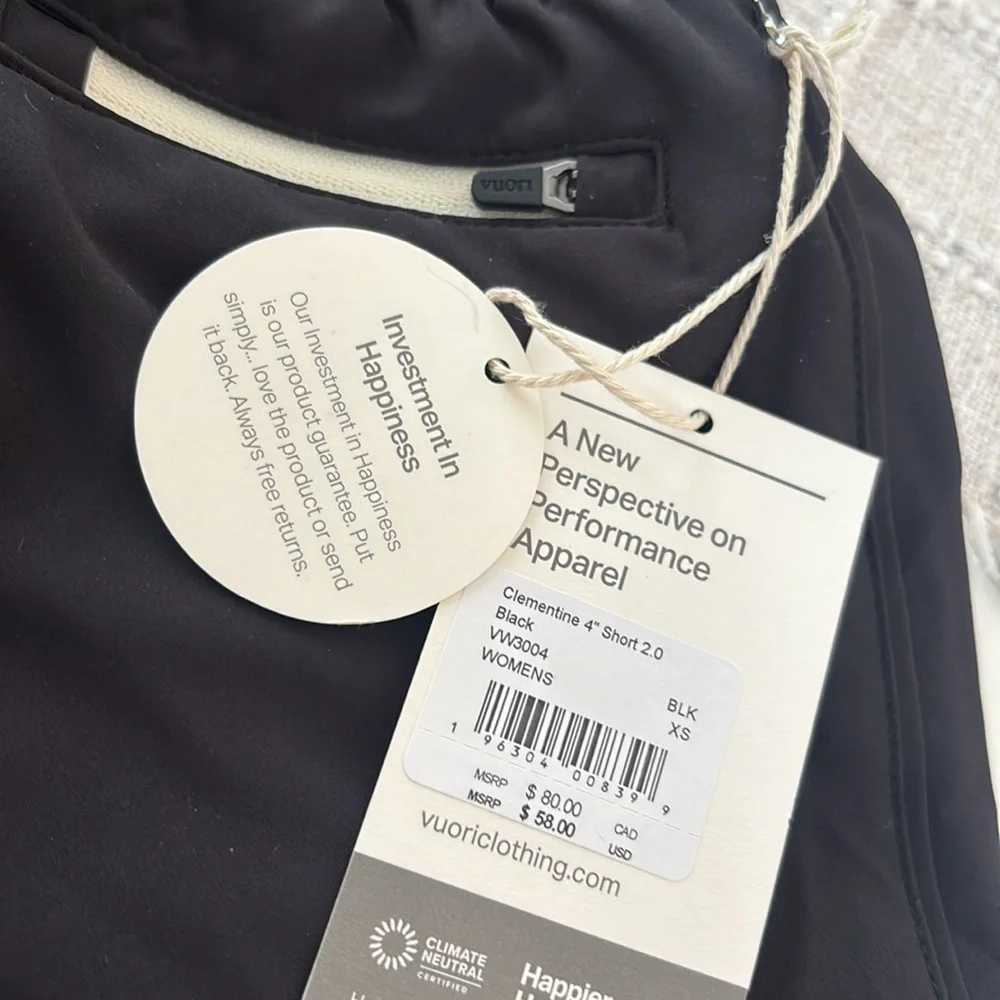 vuori
Investment In
Happiness
Our Investment in Happiness
is our product guarantee. Put
simply... love the product or send
it back. Always free returns.
A New
Perspective on
Performance
Apparel
Clementine 4" Short 2.0
Black
VW3004
WOMENS
BLK
XS
1 96304 00839 9
MSRP $ 80.00 CAD
MSRP $ 58.00 USD
vuoriclothing.com
CLIMATE
NEUTRAL
CERTIFIED
Happier